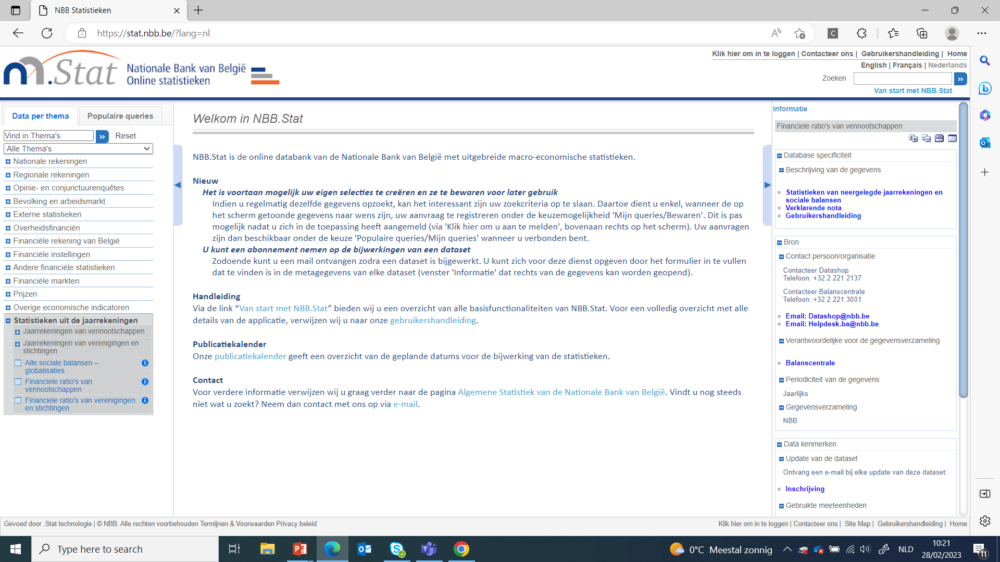 NBB Statistieken
https://stat.nbb.be/?lang=nl
.Stat
Nationale Bank van België
Online statistieken
Klik hier om in te loggen | Contacteer ons | Gebruikershandleiding | Home
English | Français | Nederlands
Zoeken
Van start met NBB.Stat
Data per thema
Populaire queries
Vind in Thema's
Reset
Alle Thema's
Nationale rekeningen
Regionale rekeningen
Opinie- en conjunctuurenquêtes
Bevolking en arbeidsmarkt
Externe statistieken
Overheidsfinanciën
Financiële rekening van België
Financiële instellingen
Andere financiële statistieken
Financiële markten
Prijzen
Overige economische indicatoren
Statistieken uit de jaarrekeningen
Jaarrekeningen van vennootschappen
Jaarrekeningen van verenigingen en
stichtingen
Alle sociale balansen –
globalisaties
Financiele ratio's van
vennootschappen
Financiele ratio's van verenigingen
en stichtingen
Welkom in NBB.Stat
NBB.Stat is de online databank van de Nationale Bank van België met uitgebreide macro-economische statistieken.
Nieuw
Het is voortaan mogelijk uw eigen selecties te creëren en ze te bewaren voor later gebruik
Indien u regelmatig dezelfde gegevens opzoekt, kan het interessant zijn uw zoekcriteria op te slaan. Daartoe dient u enkel, wanneer de op
het scherm getoonde gegevens naar wens zijn, uw aanvraag te registreren onder de keuzemogelijkheid 'Mijn queries/Bewaren'. Dit is pas
mogelijk nadat u zich in de toepassing heeft aangemeld (via 'Klik hier om u aan te melden', bovenaan rechts op het scherm). Uw aanvragen
zijn dan beschikbaar onder de keuze 'Populaire queries/Mijn queries' wanneer u verbonden bent.
U kunt een abonnement nemen op de bijwerkingen van een dataset
Zodoende kunt u een mail ontvangen zodra een dataset is bijgewerkt. U kunt zich voor deze dienst opgeven door het formulier in te vullen
dat te vinden is in de metagegevens van elke dataset (venster 'Informatie' dat rechts van de gegevens kan worden geopend).
Handleiding
Via de link “Van start met NBB.Stat” bieden wij u een overzicht van alle basisfunctionaliteiten van NBB.Stat. Voor een volledig overzicht met alle
details van de applicatie, verwijzen wij u naar onze gebruikershandleiding.
Publicatiekalender
Onze publicatiekalender geeft een overzicht van de geplande datums voor de bijwerking van de statistieken.
Contact
Voor verdere informatie verwijzen wij u graag verder naar de pagina Algemene Statistiek van de Nationale Bank van België. Vindt u nog steeds
niet wat u zoekt? Neem dan contact met ons op via e-mail.
Informatie
Financiele ratio's van vennootschappen
Database specificiteit
Beschrijving van de gegevens
Statistieken van neergelegde jaarrekeningen en
sociale balansen
Verklarende nota
Gebruikershandleiding
Bron
Contact persoon/organisatie
Contacteer Datashop
Telefoon: +32 2 221 2137
Contacteer Balanscentrale
Telefoon: +32 2 221 3001
Email: Datashop@nbb.be
Email: Helpdesk.ba@nbb.be
Verantwoordelijke voor de gegevensverzameling
Balanscentrale
Periodiciteit van de gegevens
Jaarlijks
Gegevensverzameling
NBB
Data kenmerken
Update van de dataset
Ontvang een e-mail bij elke update van deze dataset:
Inschrijving
Gebruikte meeteenheden
Gevoed door .Stat technologie | © NBB. Alle rechten voorbehouden Termijnen & Voorwaarden Privacy beleid
Klik hier om in te loggen | Contacteer ons | Site Map | Gebruikershandleiding | Home
Type here to search
0°C Meestal zonnig
NLD
10:21
28/02/2023
11